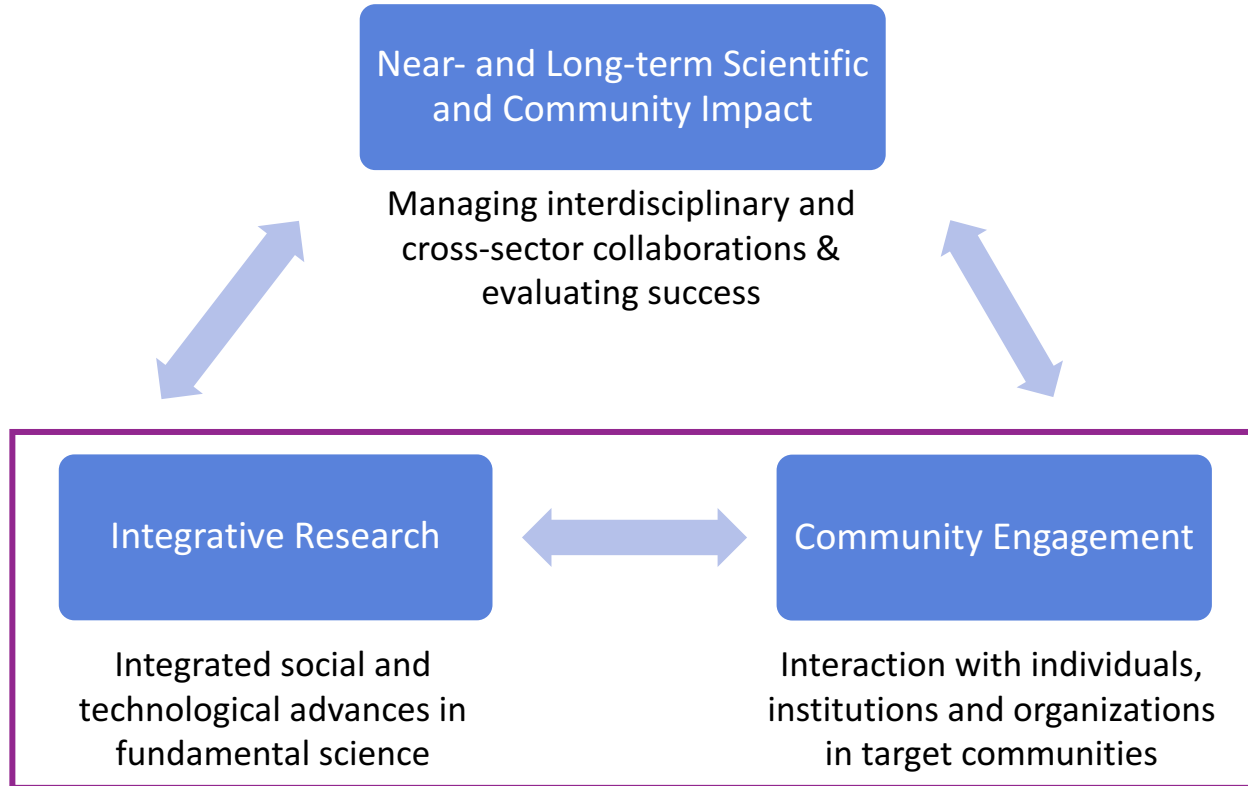 Near- and Long-term Scientific
and Community Impact
Managing interdisciplinary and
cross-sector collaborations &
evaluating success
Integrative Research
Integrated social and
technological advances in
fundamental science
Community Engagement
Interaction with individuals,
institutions and organizations
in target communities